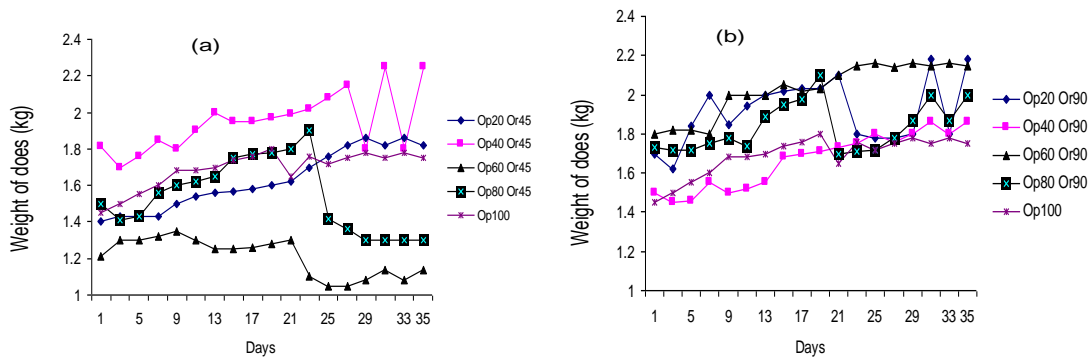 (a)
Weight of does (kg)
2.4
2.2
2
1.8
1.6
1.4
1.2
1
1 5 9 13 17 21 25 29 33 35
Days
Op20 Or45
Op40 Or45
Op60 Or45
Op80 Or45
Op100
(b)
Weight of does (kg)
2.4
2.2
2
1.8
1.6
1.4
1.2
1
1 5 9 13 17 21 25 29 33 35
Days
Op20 Or90
Op40 Or90
Op60 Or90
Op80 Or90
Op100